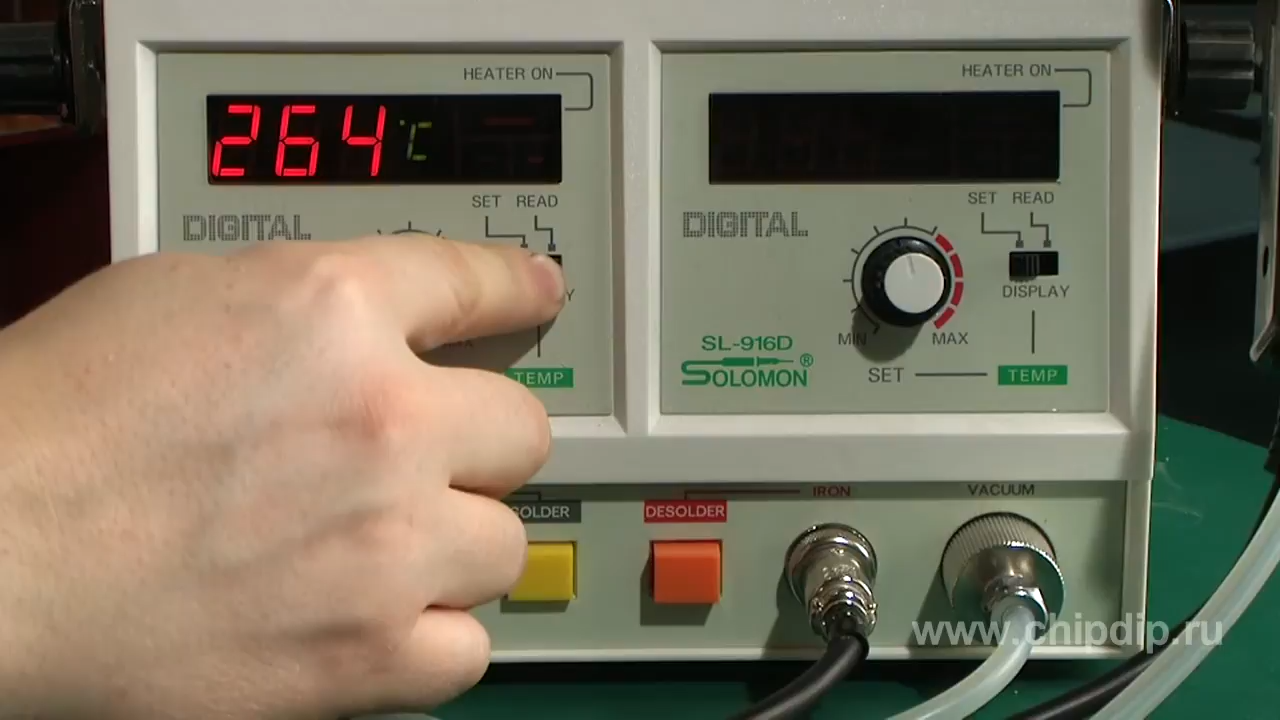 HEATER ON
264 °C
SET READ
DIGITAL
TEMP
HEATER ON
SET READ
DIGITAL
DISPLAY
MIN MAX
SL-916D
SOLOMON®
SET TEMP
SOLDER
DESOLDER
IRON
VACUUM
www.chipdip.ru